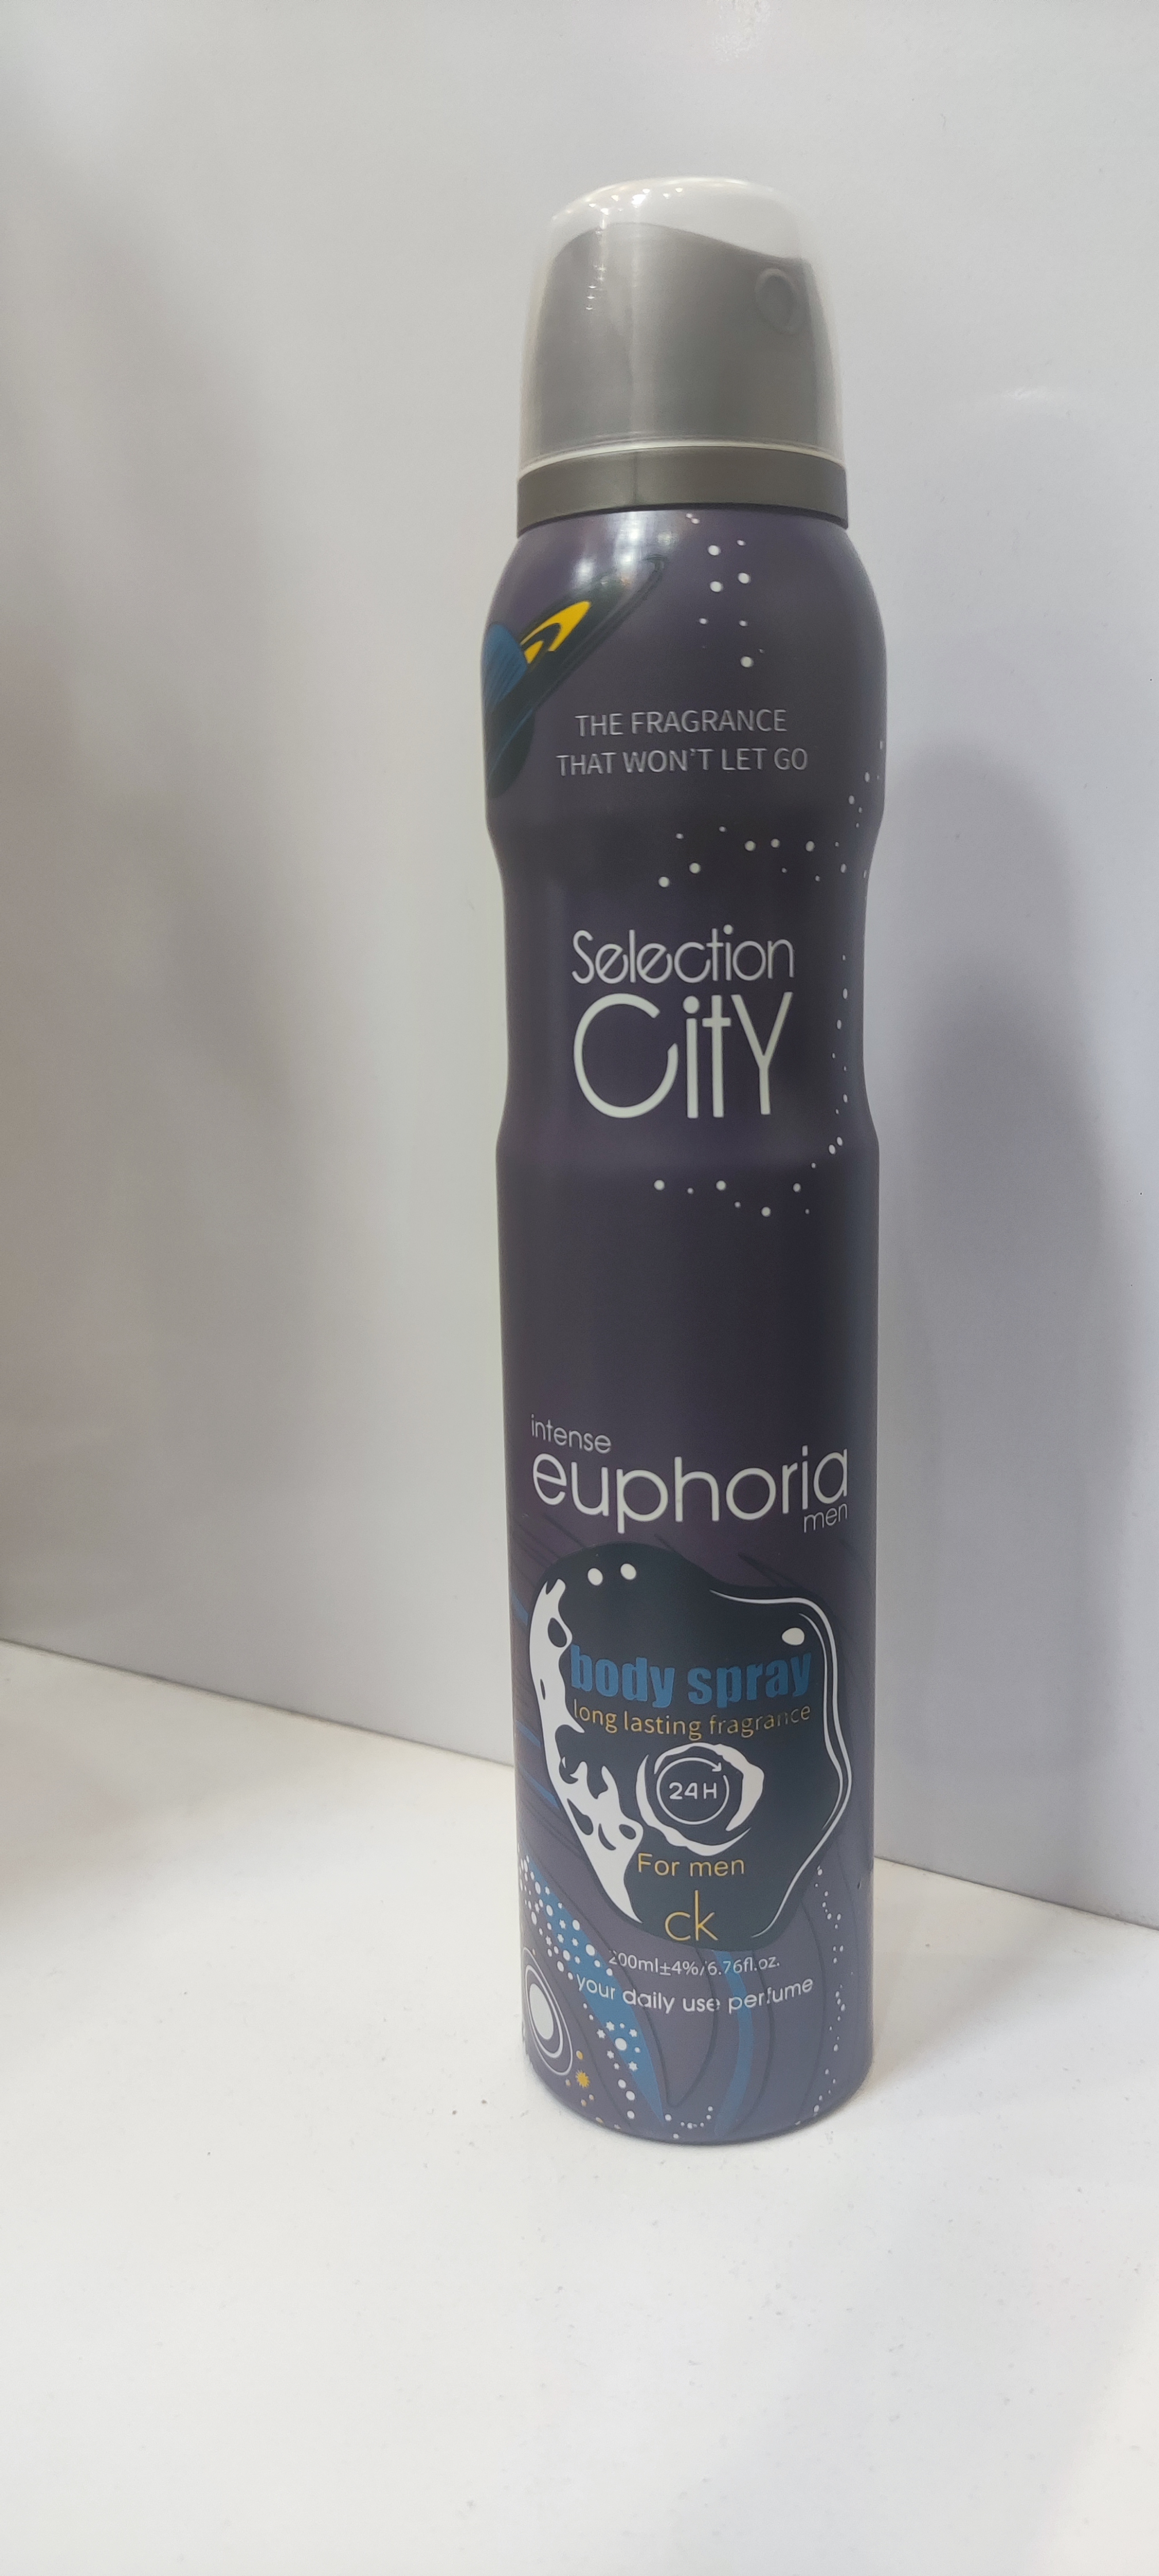 THE FRAGRANCE
THAT WON'T LET GO
Selection
City
intense
euphoria
men
body spray
long lasting fragrance
24H
For men
ck
200ml±4%/6.76fl.oz.
your daily use perfume